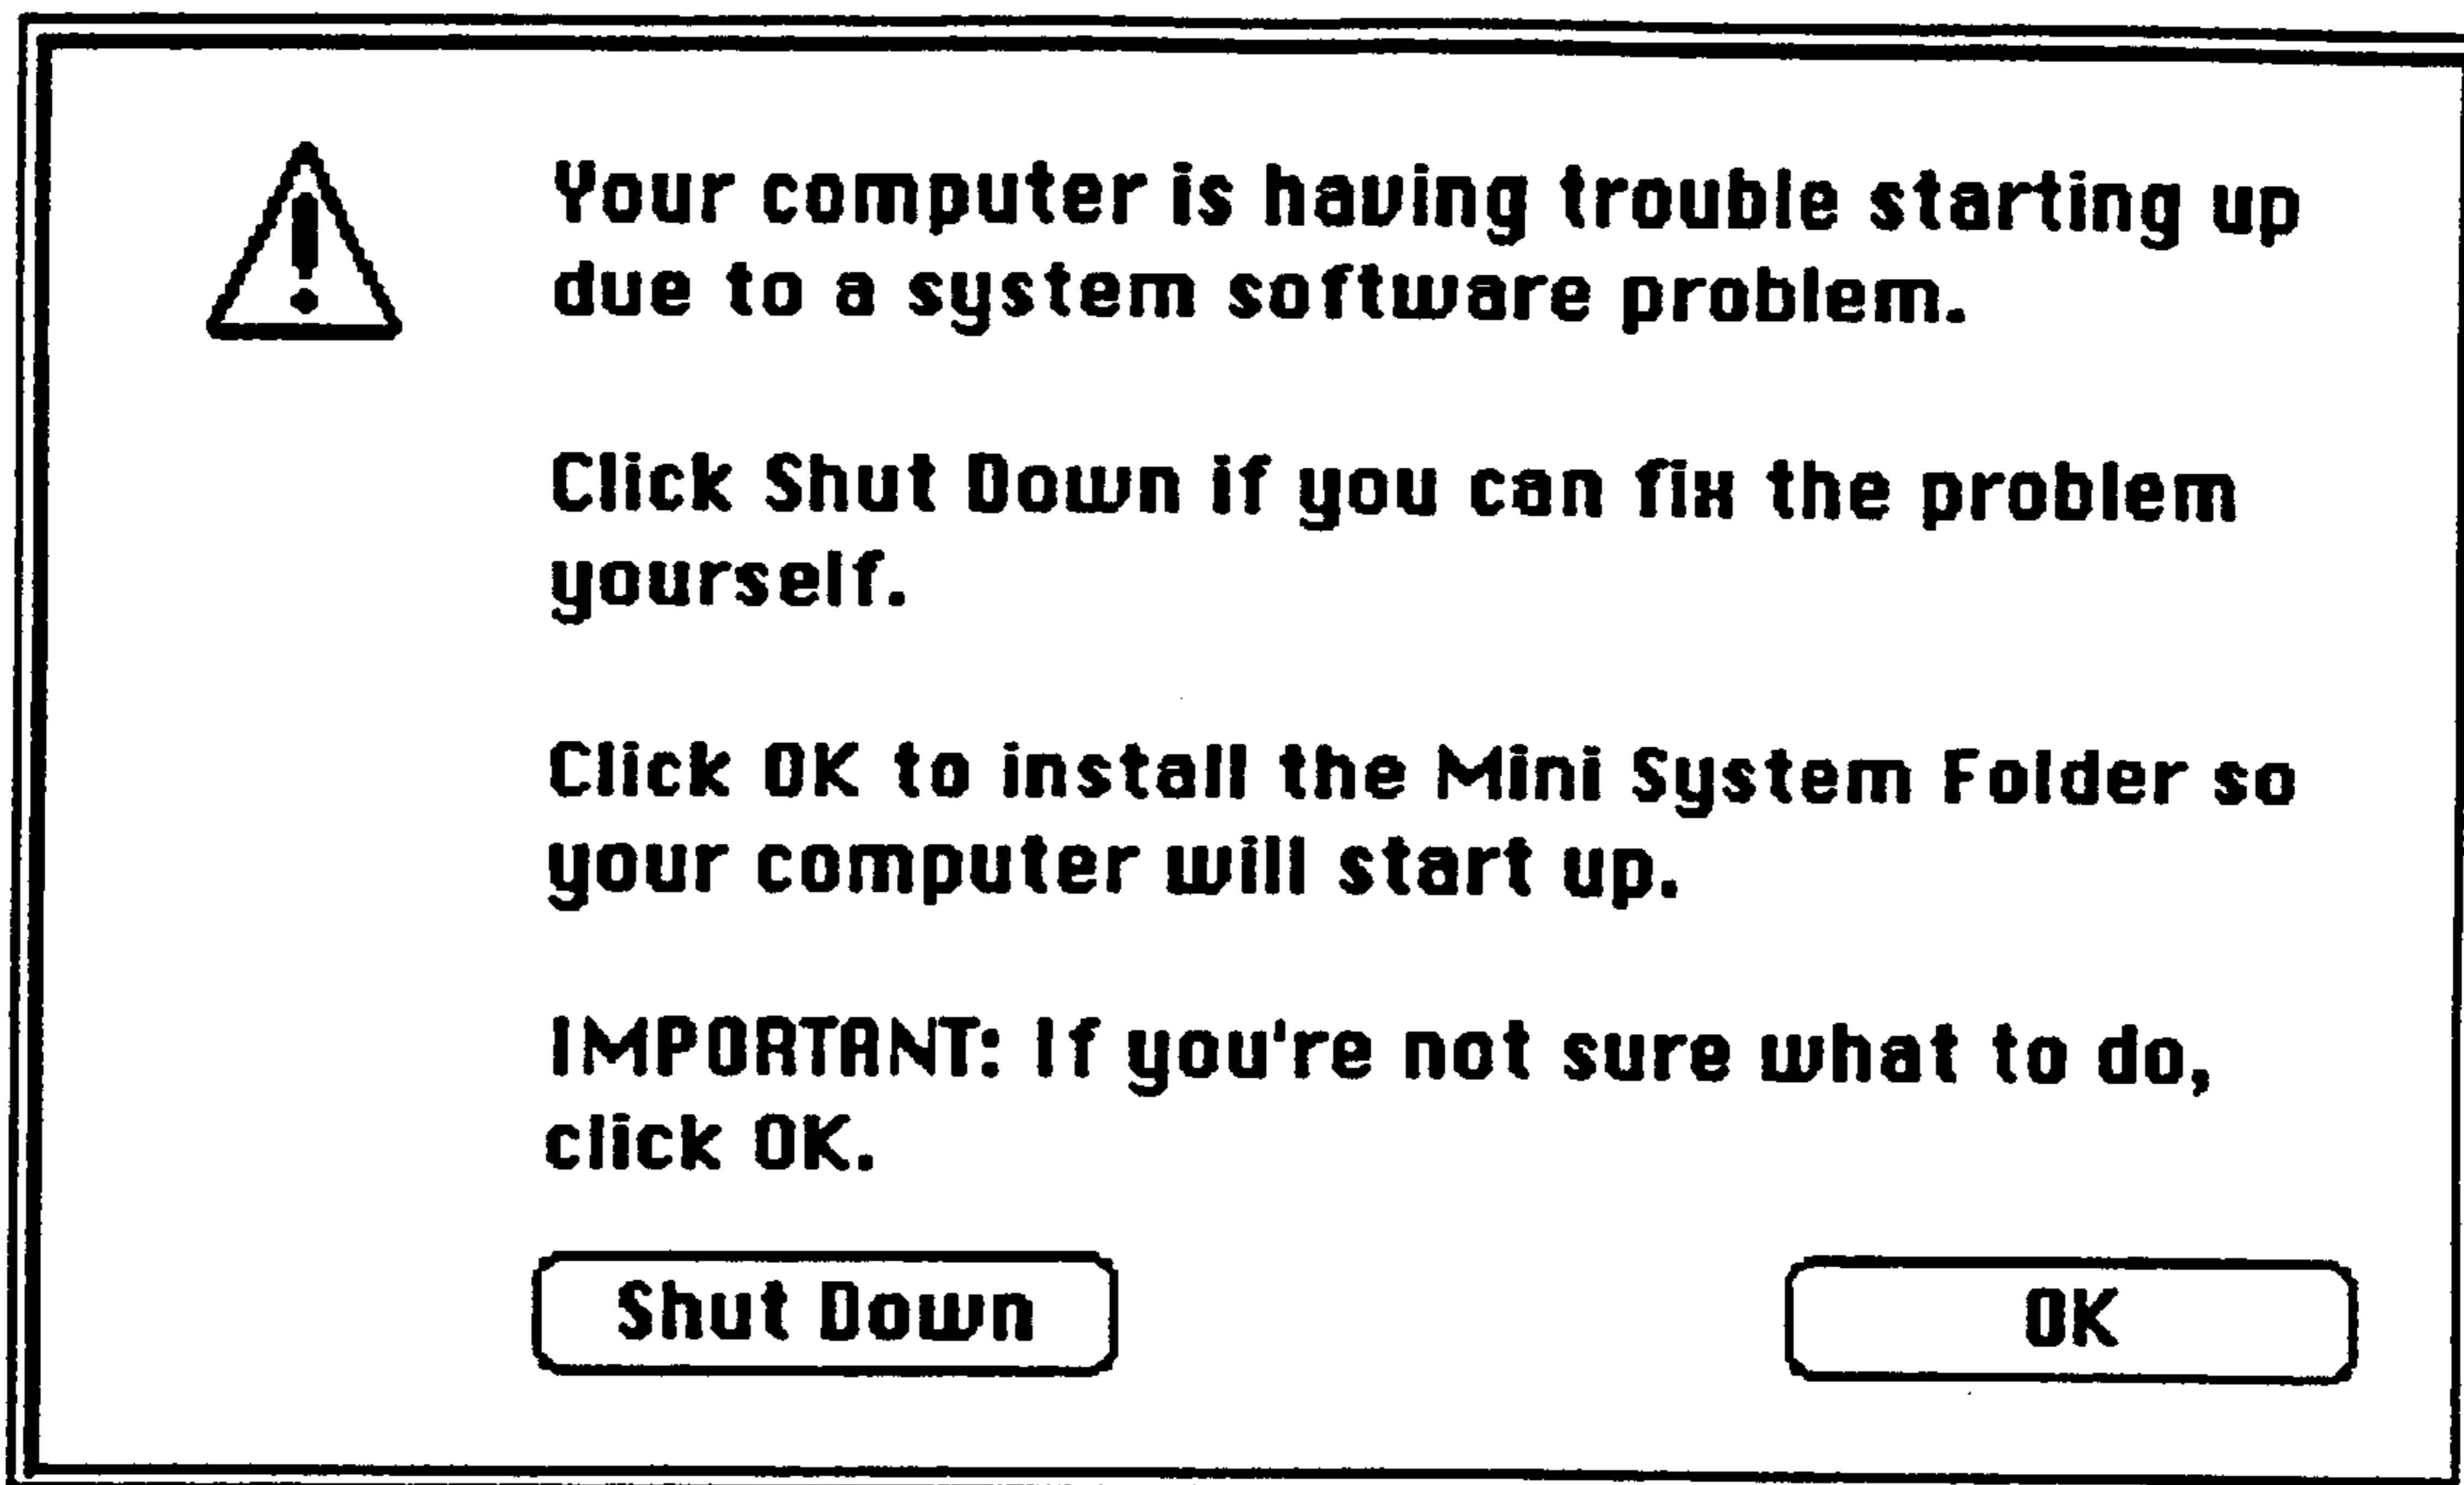 Your computer is having trouble starting up
due to a system software problem.
Click Shut Down if you can fix the problem
yourself.
Click OK to install the Mini System Folder so
your computer will start up.
IMPORTANT: If you're not sure what to do,
click OK.
Shut Down
OK